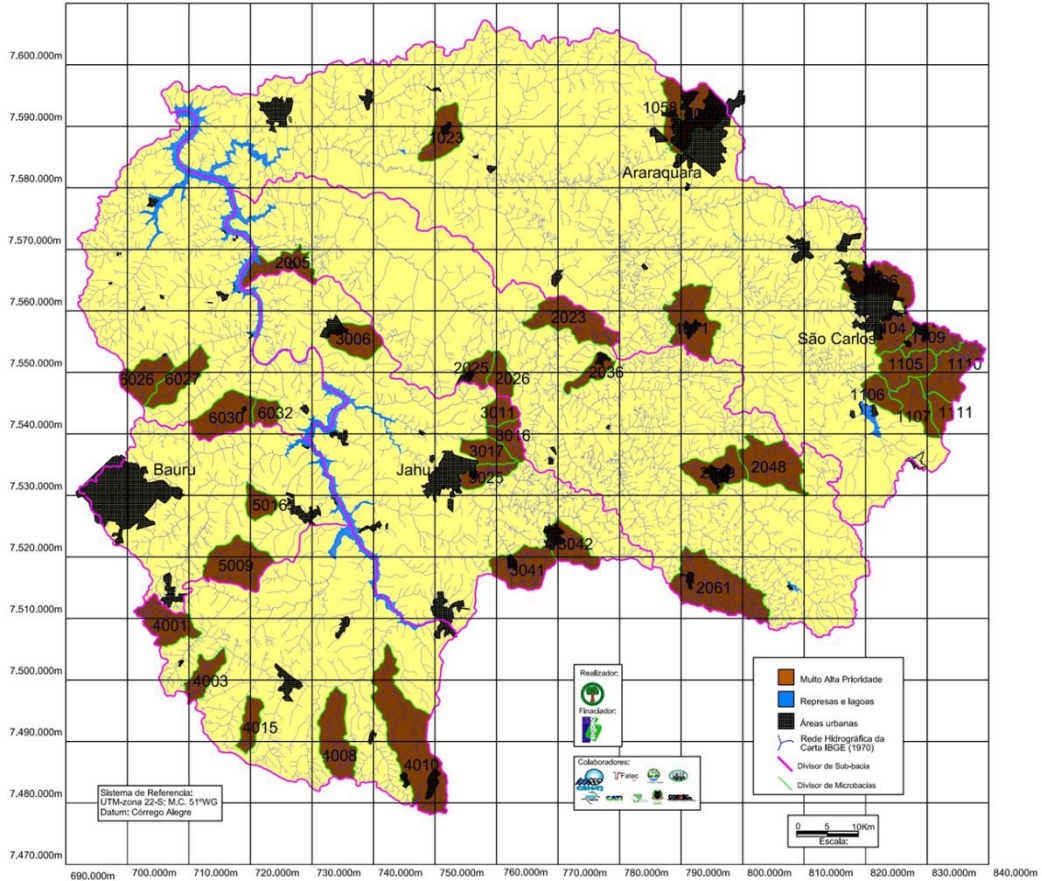 7.600.000m
7.590.000m
7.580.000m
7.570.000m
7.560.000m
7.550.000m
7.540.000m
7.530.000m
7.520.000m
7.510.000m
7.500.000m
7.490.000m
7.480.000m
7.470.000m
1058
1023
Araraquara
2005
3006
2023
São Carlos
1105
1110
6026
6027
2025
2026
2036
1106
1107
1111
6030
6032
3011
3016
3017
3025
Bauru
Jahu
2048
5016
5009
3042
3041
2061
4001
4003
4015
4008
4010
Realizador:
Finaciador:
Colaboradores:
Fatec
CATI
Muito Alta Prioridade
Represas e lagoas
Áreas urbanas
Rede Hidrográfica da
Carta IBGE (1970)
Divisor de Sub-bacia
Divisor de Microbacias
Sistema de Referencia:
UTM-zona 22-S; M.C. 51ºWG
Datum: Córrego Alegre
0 5 10Km
Escala:
690.000m 700.000m 710.000m 720.000m 730.000m 740.000m 750.000m 760.000m 770.000m 780.000m 790.000m 800.000m 810.000m 820.000m 830.000m 840.000m